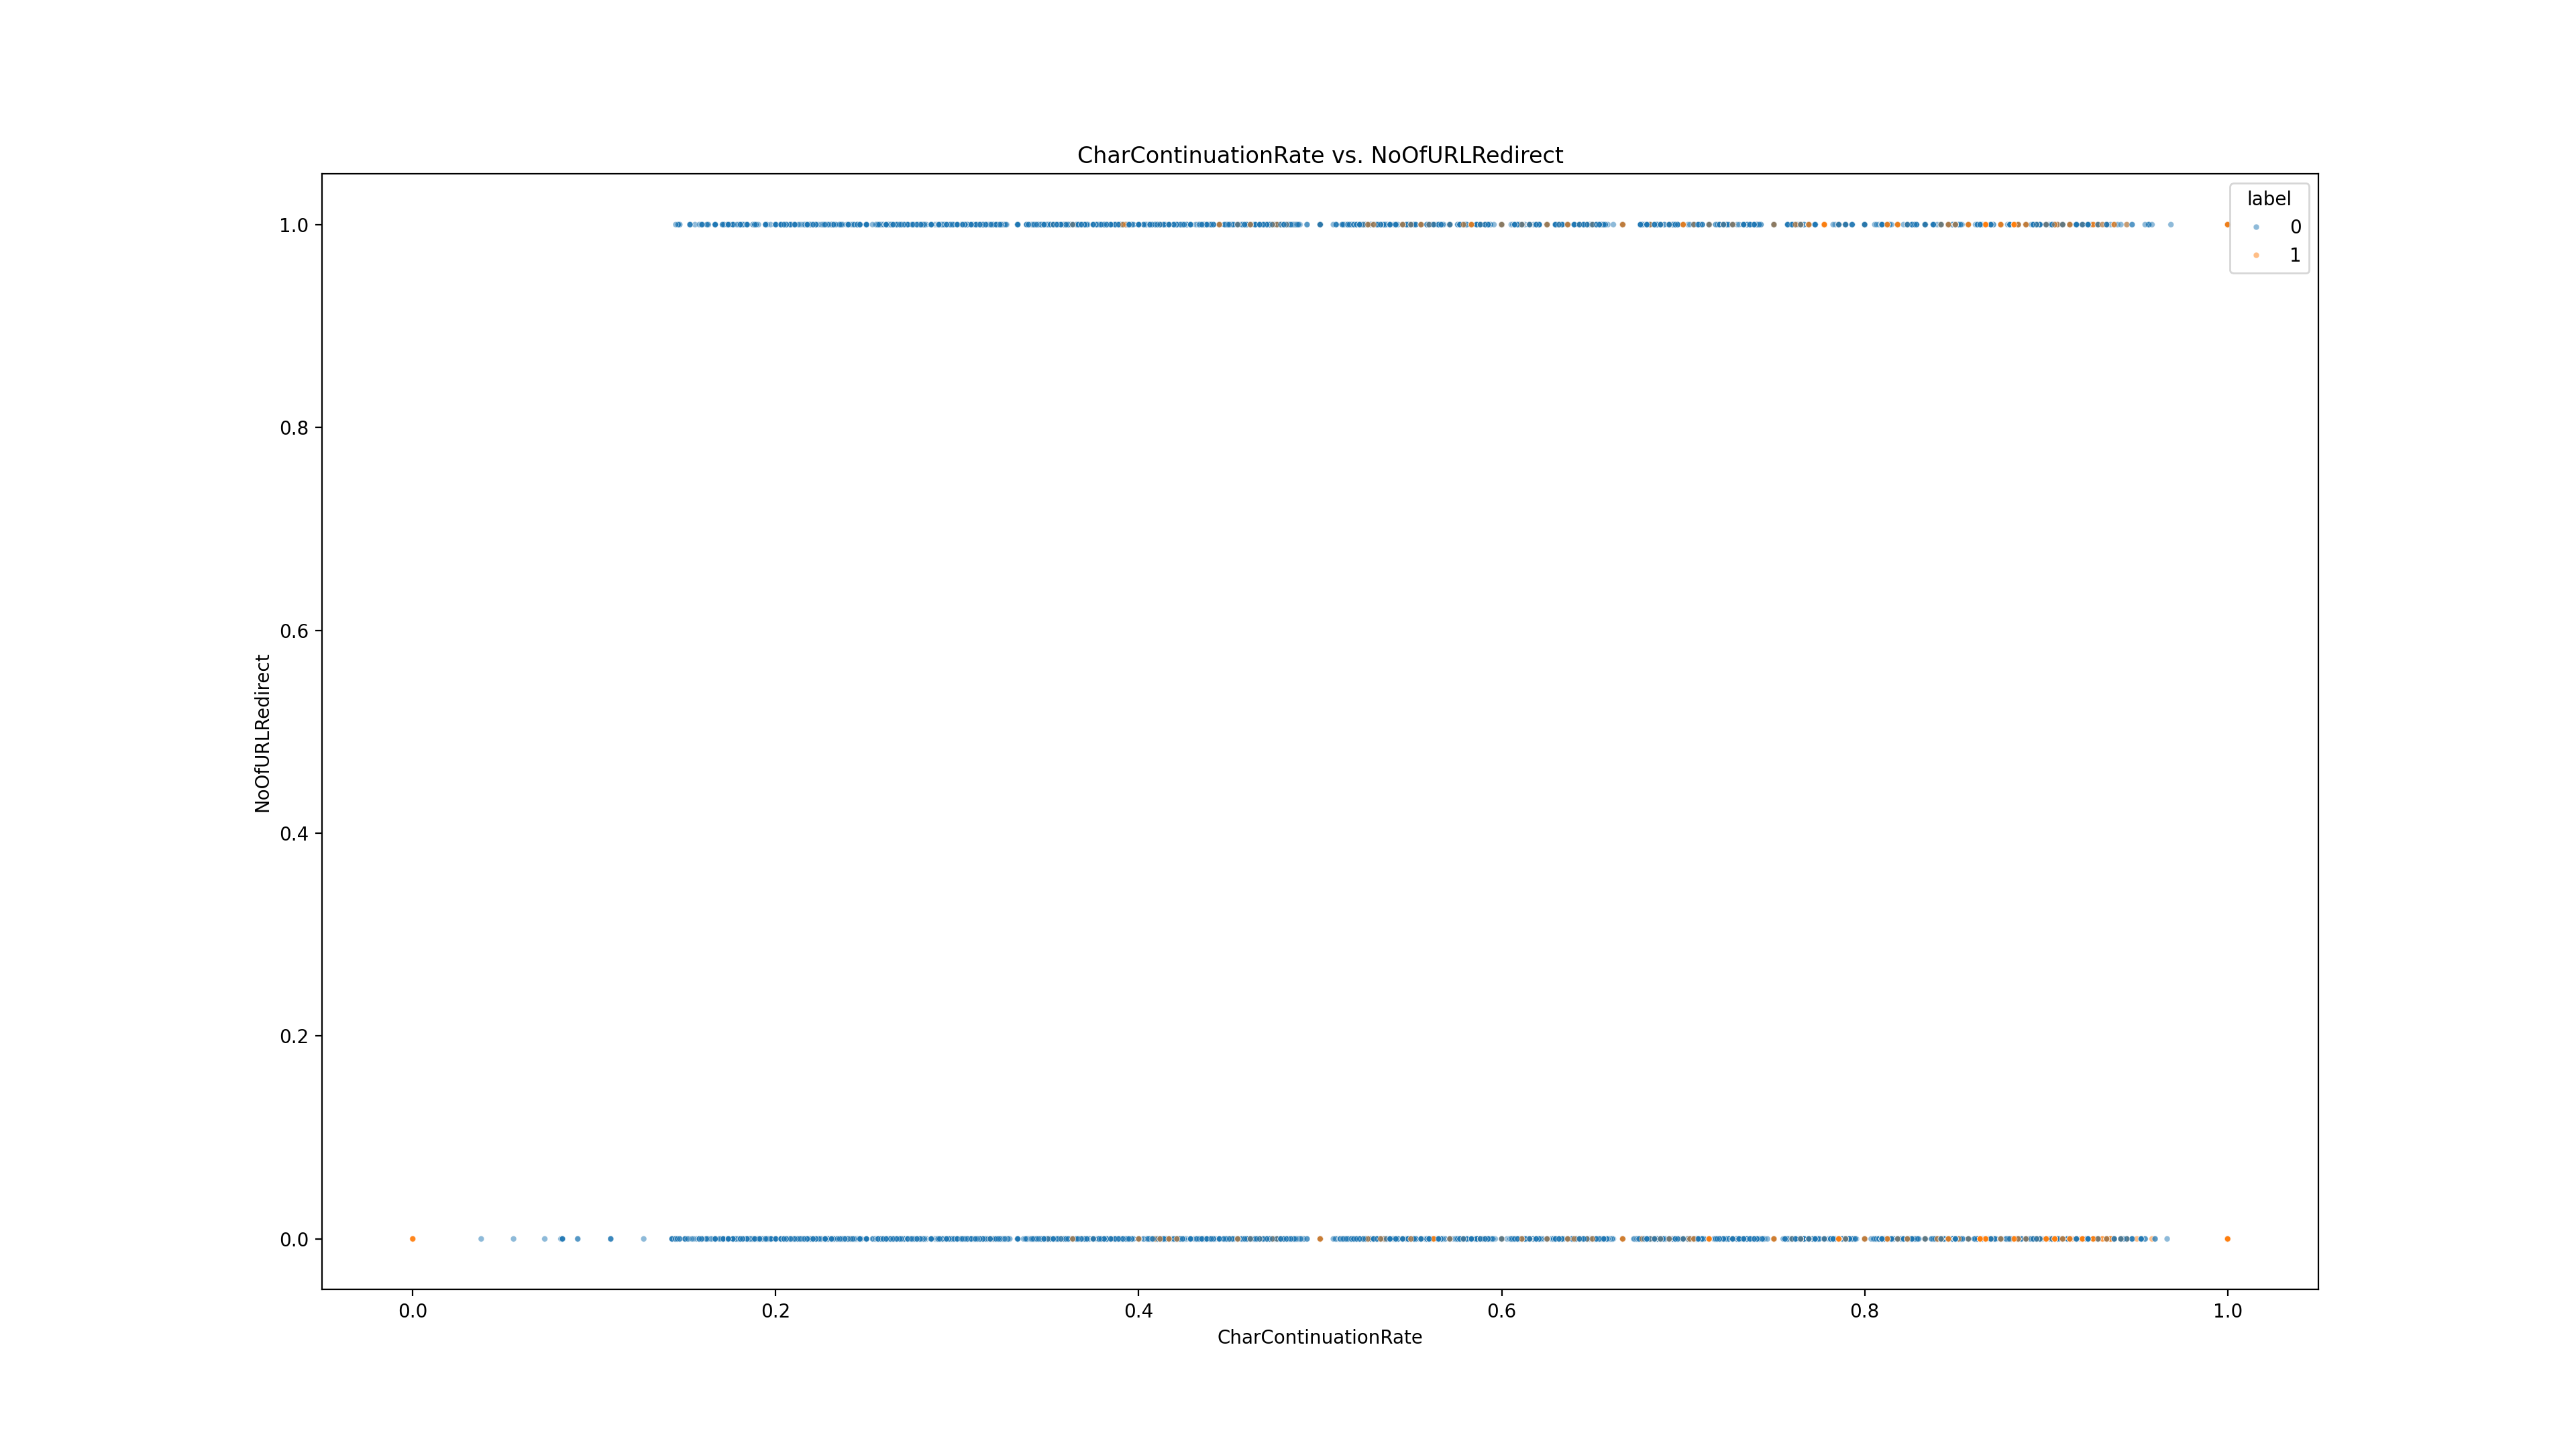 CharContinuationRate vs. NoOfURLRedirect
label
0
1
1.0
0.8
0.6
0.4
0.2
0.0
NoOfURLRedirect
0.0 0.2 0.4 0.6 0.8 1.0
CharContinuationRate